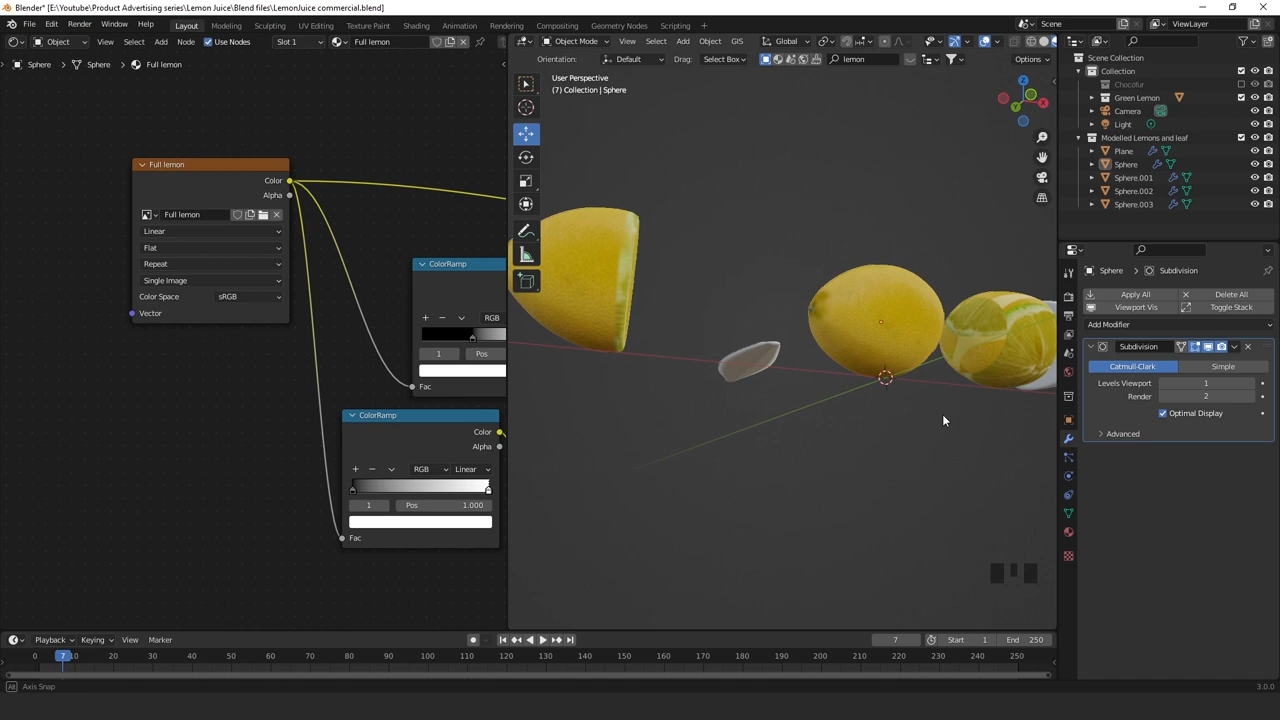 Blender* [E:\Youtube\Product Advertising series\Lemon Juice\Blend files\LemonJuice commercial.blend]
File Edit Render Window Help Layout Modeling Sculpting UV Editing Texture Paint Shading Animation Rendering Compositing Geometry Nodes Scripting Scene ViewLayer
Object View Select Add Node Use Nodes Slot 1 Full lemon Object Mode View Select Add Object GIS Global
Sphere Sphere Full lemon Orientation: Default Drag: Select Box lemon Options
User Perspective
(7) Collection | Sphere
Scene Collection
Collection
Chocofur
Green Lemon
Camera
Light
Modelled Lemons and leaf
Plane
Sphere
Sphere.001
Sphere.002
Sphere.003
Full lemon
Color
Alpha
Full lemon
Linear
Flat
Repeat
Single Image
Color Space sRGB
Vector
ColorRamp
RGB
1 Pos
Fac
ColorRamp
Color
Alpha
RGB Linear
1 Pos 1.000
Fac
Sphere Subdivision
Apply All Delete All
Viewport Vis Toggle Stack
Add Modifier
Subdivision
Catmull-Clark Simple
Levels Viewport 1
Render 2
Optimal Display
Advanced
Playback Keying View Marker 7 Start 1 End 250
0 7 10 20 30 40 50 60 70 80 90 100 110 120 130 140 150 160 170 180 190 200 210 220 230 240 250
Axis Snap 3.0.0